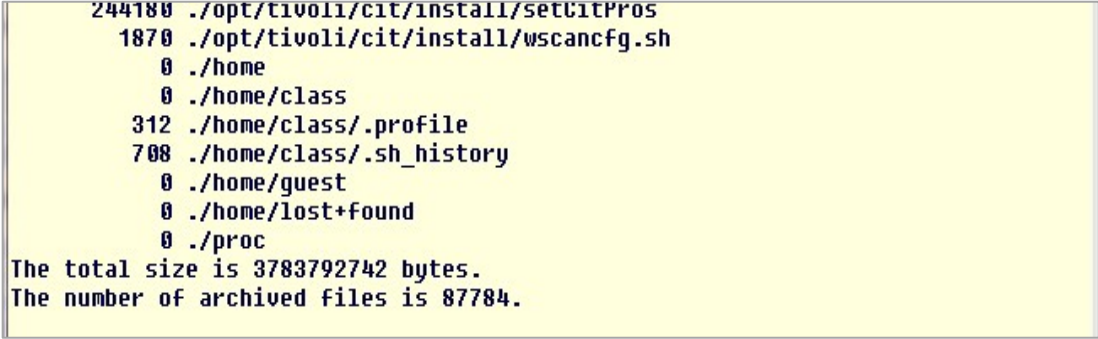 244180 ./opt/tivoli/cit/install/setCitPros
1870 ./opt/tivoli/cit/install/wscancfg.sh
0 ./home
0 ./home/class
312 ./home/class/.profile
708 ./home/class/.sh_history
0 ./home/guest
0 ./home/lost+found
0 ./proc
The total size is 3783792742 bytes.
The number of archived files is 87784.